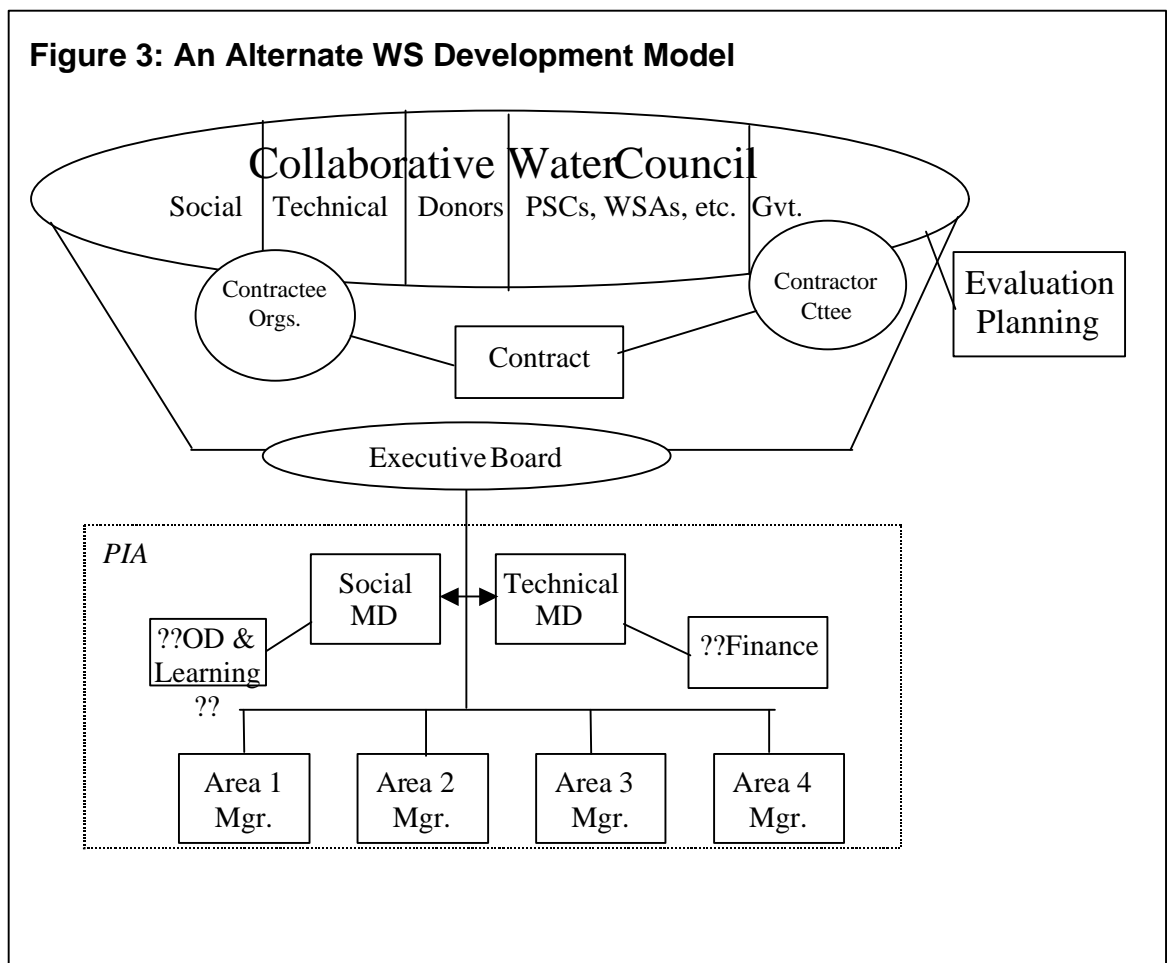 Figure 3: An Alternate WS Development Model
Collaborative WaterCouncil
Social Technical Donors PSCs, WSAs, etc. Gvt.
Contractee
Orgs.
Contractor
Cttee
Evaluation
Planning
Contract
Executive Board
PIA
Social
MD
Technical
MD
??OD &
Learning
??
??Finance
Area 1
Mgr.
Area 2
Mgr.
Area 3
Mgr.
Area 4
Mgr.